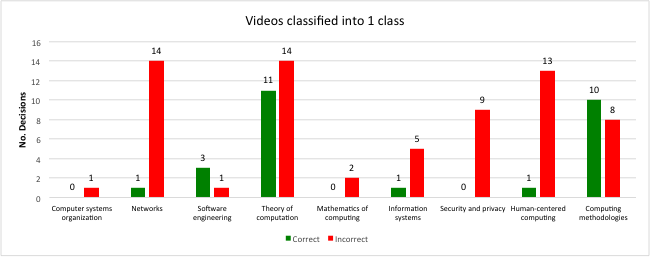 Videos classified into 1 class
No. Decisions
16
14
12
10
8
6
4
2
0
0 1
1 14
3 1
11 14
0 2
1 5
0 9
1 13
10 8
Computer systems
organization
Networks
Software
engineering
Theory of
computation
Mathematics of
computing
Information
systems
Security and privacy
Human-centered
computing
Computing
methodologies
Correct Incorrect